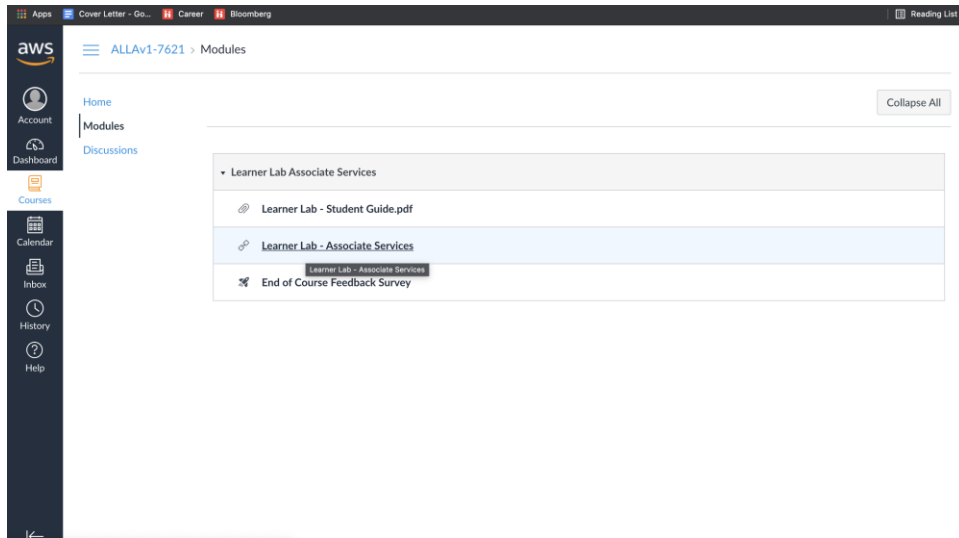 Apps Cover Letter - Go... Career Bloomberg Reading List
aws
ALLAv1-7621 > Modules
Account
Dashboard
Courses
Calendar
Inbox
History
Help
Home
Modules
Discussions
Collapse All
Learner Lab Associate Services
Learner Lab - Student Guide.pdf
Learner Lab - Associate Services
Learner Lab - Associate Services
End of Course Feedback Survey